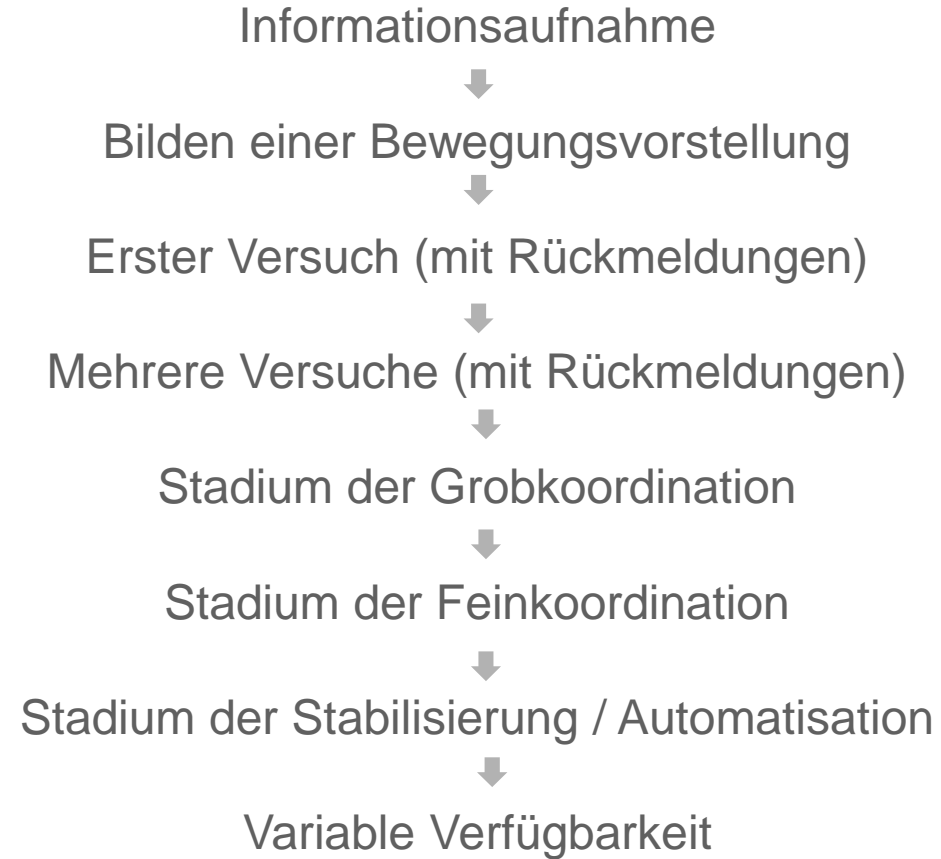 Informationsaufnahme
Bilden einer Bewegungsvorstellung
Erster Versuch (mit Rückmeldungen)
Mehrere Versuche (mit Rückmeldungen)
Stadium der Grobkoordination
Stadium der Feinkoordination
Stadium der Stabilisierung / Automatisation
Variable Verfügbarkeit